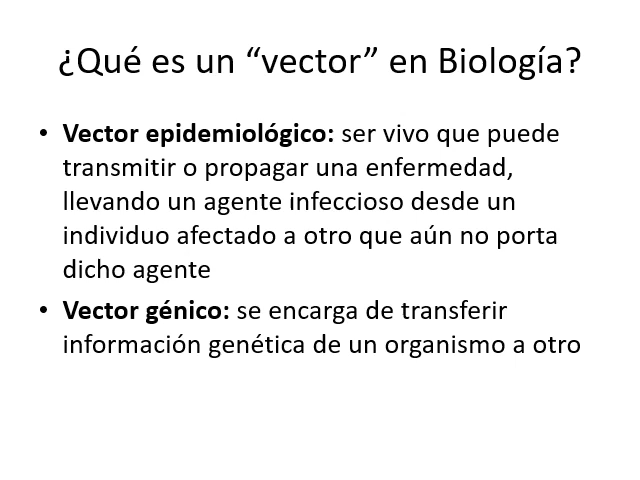 ¿Qué es un “vector” en Biología?
• Vector epidemiológico: ser vivo que puede
transmitir o propagar una enfermedad,
llevando un agente infeccioso desde un
individuo afectado a otro que aún no porta
dicho agente
• Vector génico: se encarga de transferir
información genética de un organismo a otro